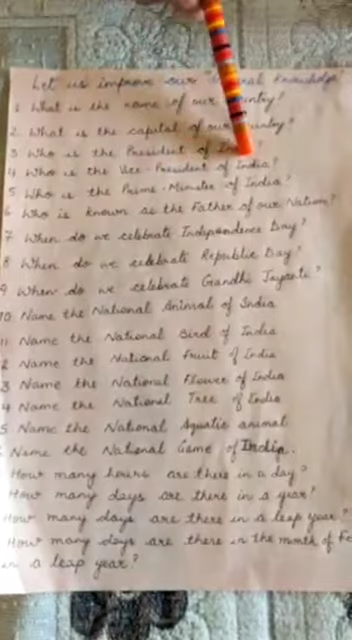 Let us improve our General Knowledge
1. What is the name of our country?
2. What is the capital of our country?
3 Who is the President of India
4 Who is the Vice-President of India?
5 Who is the Prime-Minister of India?
6 Who is known as the Father of our Nation?
7 When do we celebrate Independence Day?
8 When do we celebrate Republic Day?
9 When do we celebrate Gandhi Jayanti?
10. Name the National Animal of India
11 Name the National Bird of India
2 Name the National Fruit of India
3 Name the National Flower of India
4 Name the National Tree of India
5 Name the National Aquatic animal
Name the National Game of India.
How many hours are there in a day?
How many days are there in a year?
How many days are there in a leap year?
How many days are there in the month of Fe
in a leap year?